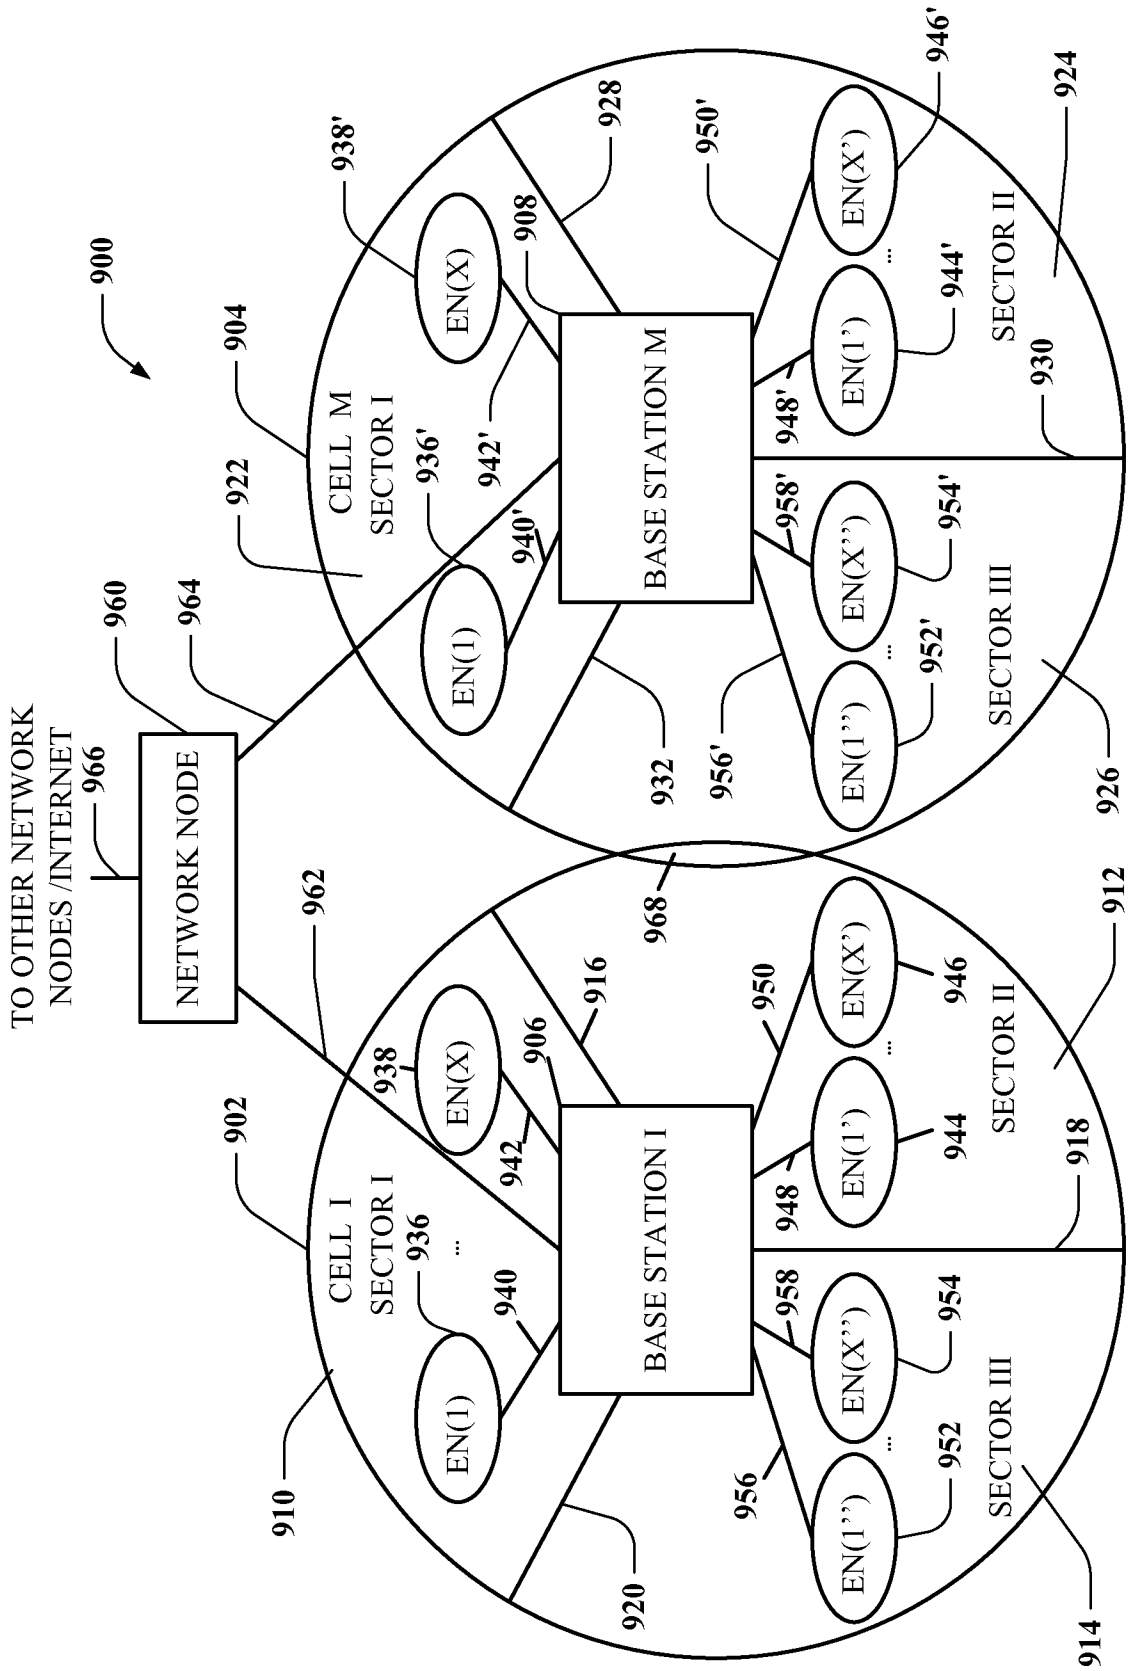 TO OTHER NETWORK
NODES /INTERNET
966
900
NETWORK NODE
960
962
964
902
904
910
CELL I
SECTOR I
922
CELL M
SECTOR I
EN(1)
936
...
EN(X)
938
940
942
906
916
920
BASE STATION I
EN(1)
936'
EN(X)
938'
940'
942'
908
928
932
BASE STATION M
968
956
958
948
950
956'
958'
948'
950'
EN(1'')
...
EN(X'')
952
954
EN(1')
...
EN(X')
944
946
EN(1'')
...
EN(X'')
952'
954'
EN(1')
...
EN(X')
944'
946'
SECTOR III
SECTOR II
SECTOR III
SECTOR II
914
918
912
926
930
924